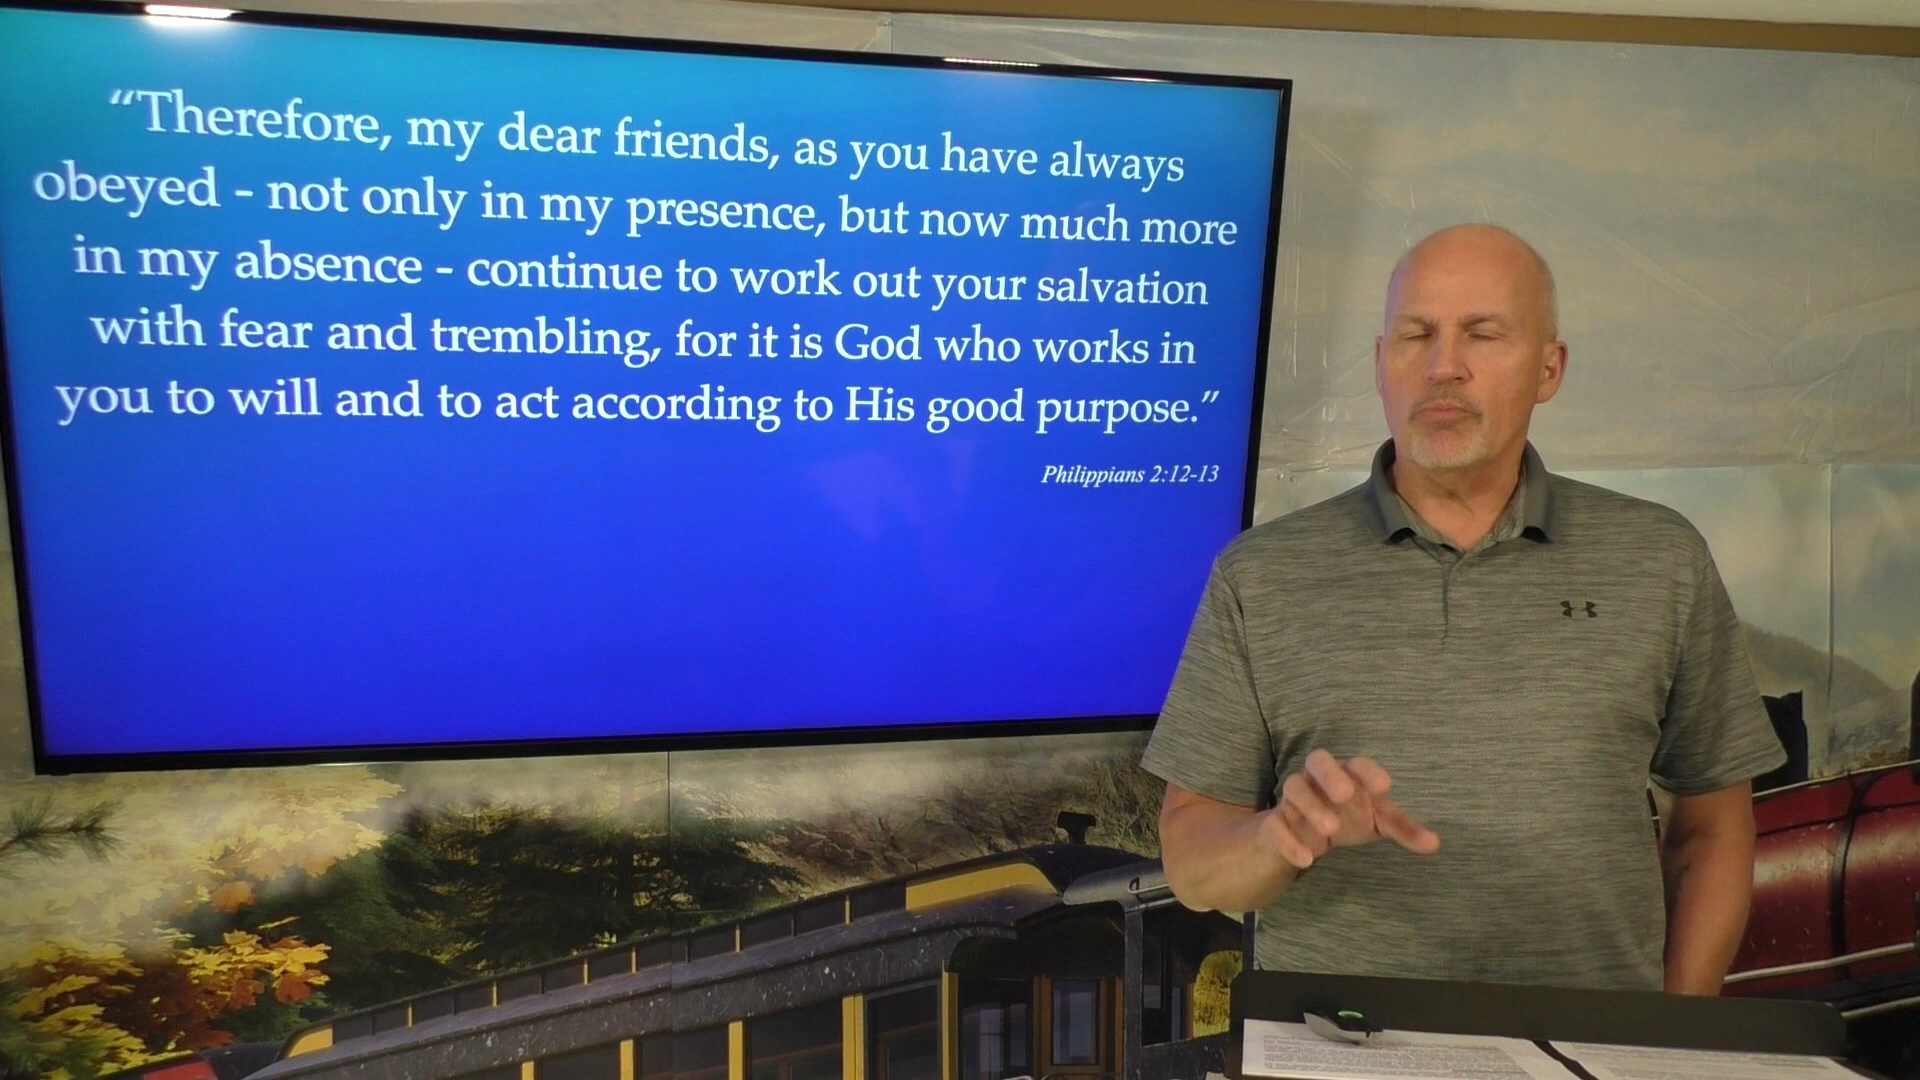 “Therefore, my dear friends, as you have always
obeyed - not only in my presence, but now much more
in my absence - continue to work out your salvation
with fear and trembling, for it is God who works in
you to will and to act according to His good purpose.”
Philippians 2:12-13